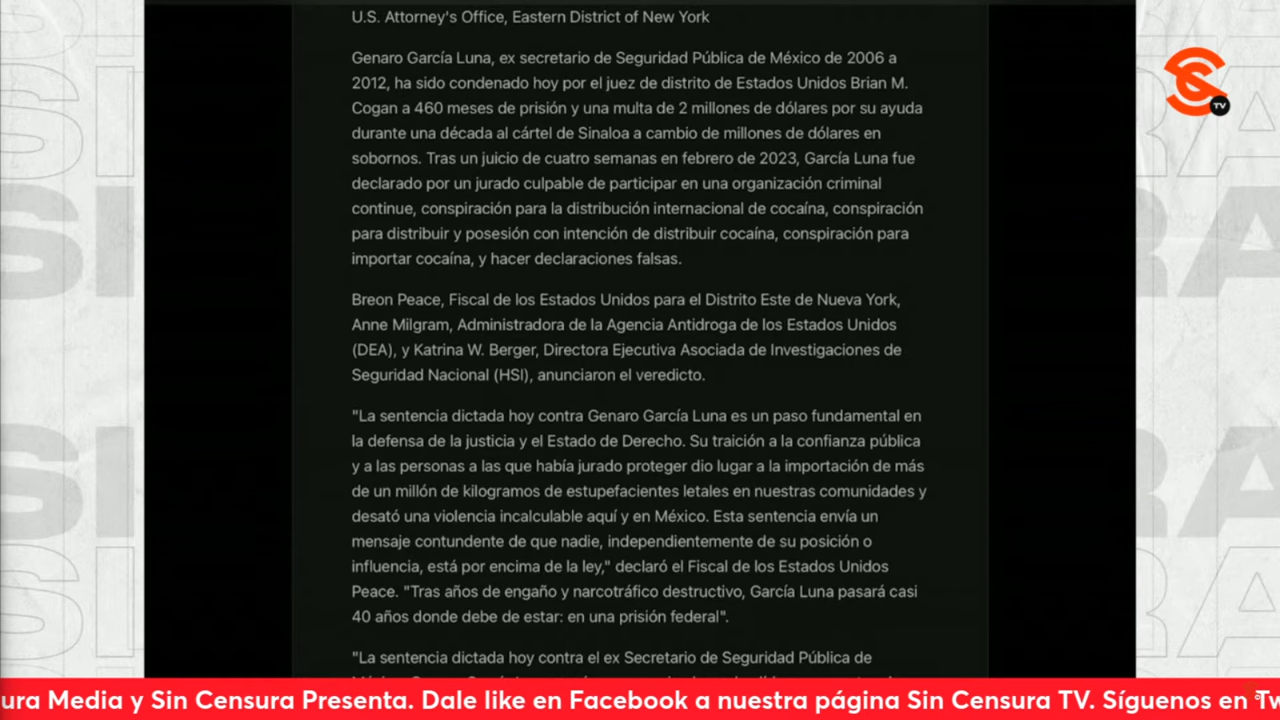 U.S. Attorney's Office, Eastern District of New York
Genaro García Luna, ex secretario de Seguridad Pública de México de 2006 a
2012, ha sido condenado hoy por el juez de distrito de Estados Unidos Brian M.
Cogan a 460 meses de prisión y una multa de 2 millones de dólares por su ayuda
durante una década al cártel de Sinaloa a cambio de millones de dólares en
sobornos. Tras un juicio de cuatro semanas en febrero de 2023, García Luna fue
declarado por un jurado culpable de participar en una organización criminal
continue, conspiración para la distribución internacional de cocaína, conspiración
para distribuir y posesión con intención de distribuir cocaína, conspiración para
importar cocaína, y hacer declaraciones falsas.
Breon Peace, Fiscal de los Estados Unidos para el Distrito Este de Nueva York,
Anne Milgram, Administradora de la Agencia Antidroga de los Estados Unidos
(DEA), y Katrina W. Berger, Directora Ejecutiva Asociada de Investigaciones de
Seguridad Nacional (HSI), anunciaron el veredicto.
"La sentencia dictada hoy contra Genaro García Luna es un paso fundamental en
la defensa de la justicia y el Estado de Derecho. Su traición a la confianza pública
y a las personas a las que había jurado proteger dio lugar a la importación de más
de un millón de kilogramos de estupefacientes letales en nuestras comunidades y
desató una violencia incalculable aquí y en México. Esta sentencia envía un
mensaje contundente de que nadie, independientemente de su posición o
influencia, está por encima de la ley," declaró el Fiscal de los Estados Unidos
Peace. "Tras años de engaño y narcotráfico destructivo, García Luna pasará casi
40 años donde debe de estar: en una prisión federal".
"La sentencia dictada hoy contra el ex Secretario de Seguridad Pública de
TV
SI
RA
SI
RA
ura Media y Sin Censura Presenta. Dale like en Facebook a nuestra página Sin Censura TV. Síguenos en Tw